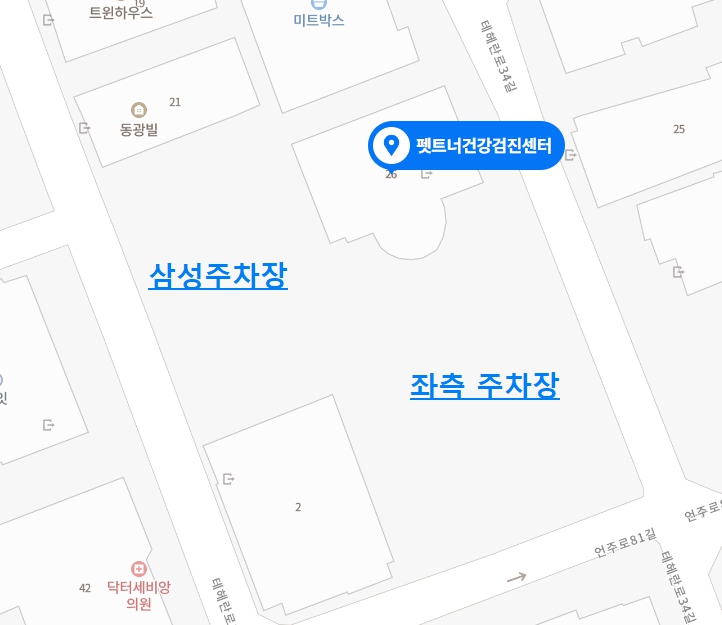 19
트윈하우스
미트박스
테헤란로34길
21
동광빌
25
펫트너건강검진센터
26
삼성주차장
좌측 주차장
잇
2
언주로81길
42
닥터세비앙
의원
테헤란로
테헤란로34길